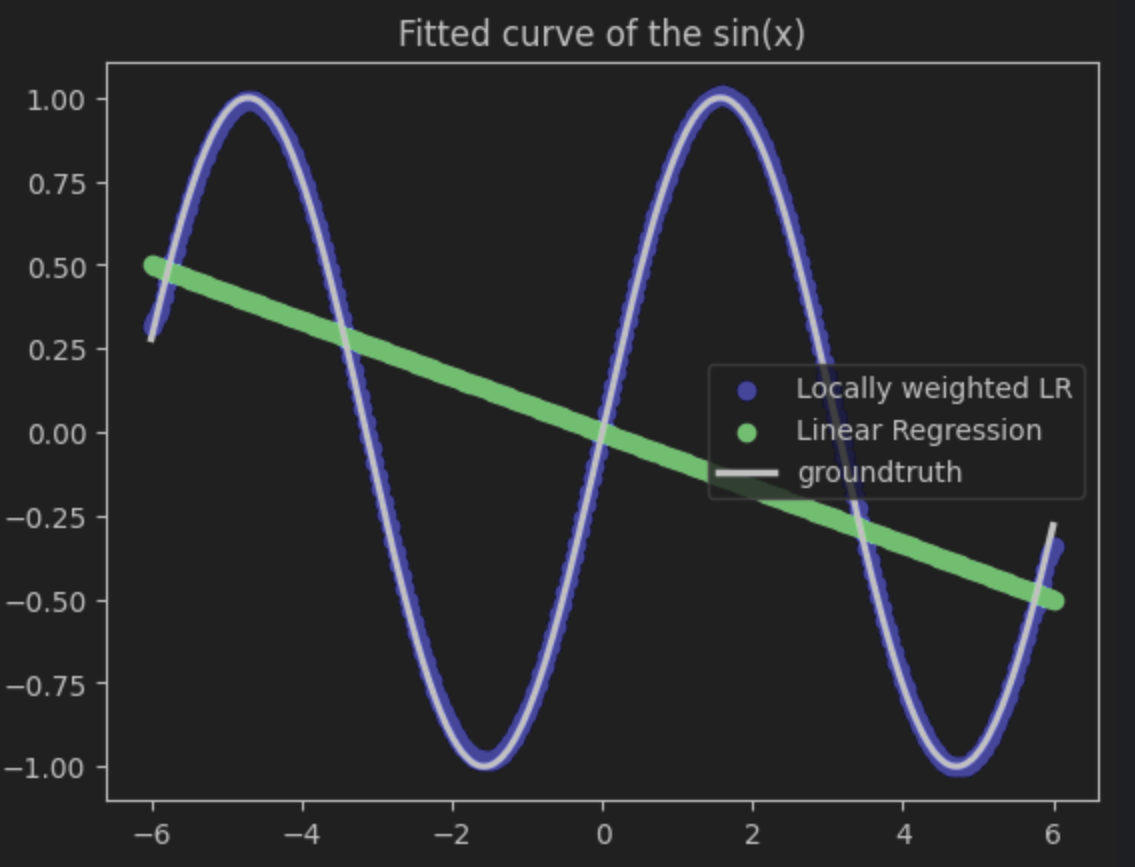 Fitted curve of the sin(x)
1.00
0.75
0.50
0.25
0.00
−0.25
−0.50
−0.75
−1.00
Locally weighted LR
Linear Regression
groundtruth
−6 −4 −2 0 2 4 6